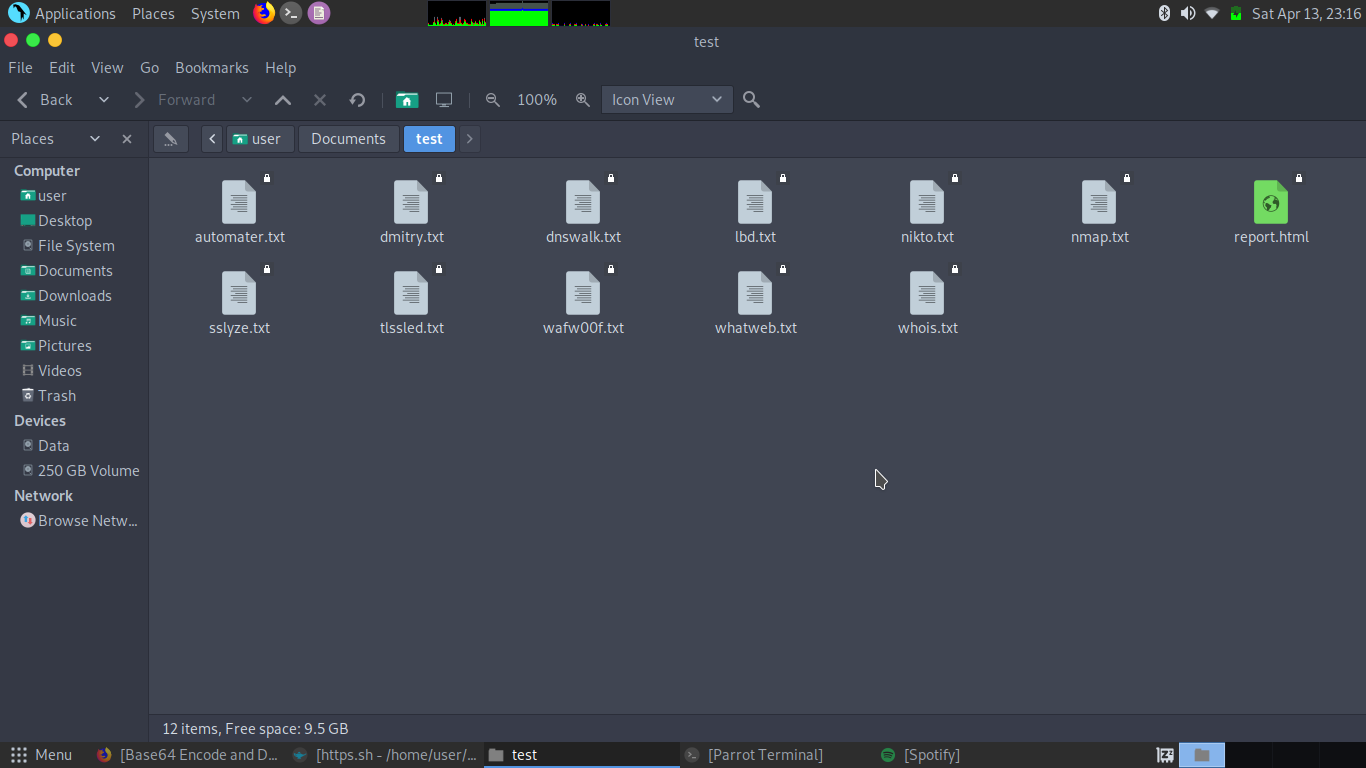 Applications Places System Sat Apr 13, 23:16
test
File Edit View Go Bookmarks Help
Back Forward 100% Icon View
Places user Documents test
Computer
user
Desktop
File System
Documents
Downloads
Music
Pictures
Videos
Trash
Devices
Data
250 GB Volume
Network
Browse Netw...
automater.txt dmitry.txt dnswalk.txt lbd.txt nikto.txt nmap.txt report.html
sslyze.txt tlssled.txt wafw00f.txt whatweb.txt whois.txt
12 items, Free space: 9.5 GB
Menu [Base64 Encode and D... [https.sh - /home/user/... test [Parrot Terminal] [Spotify]